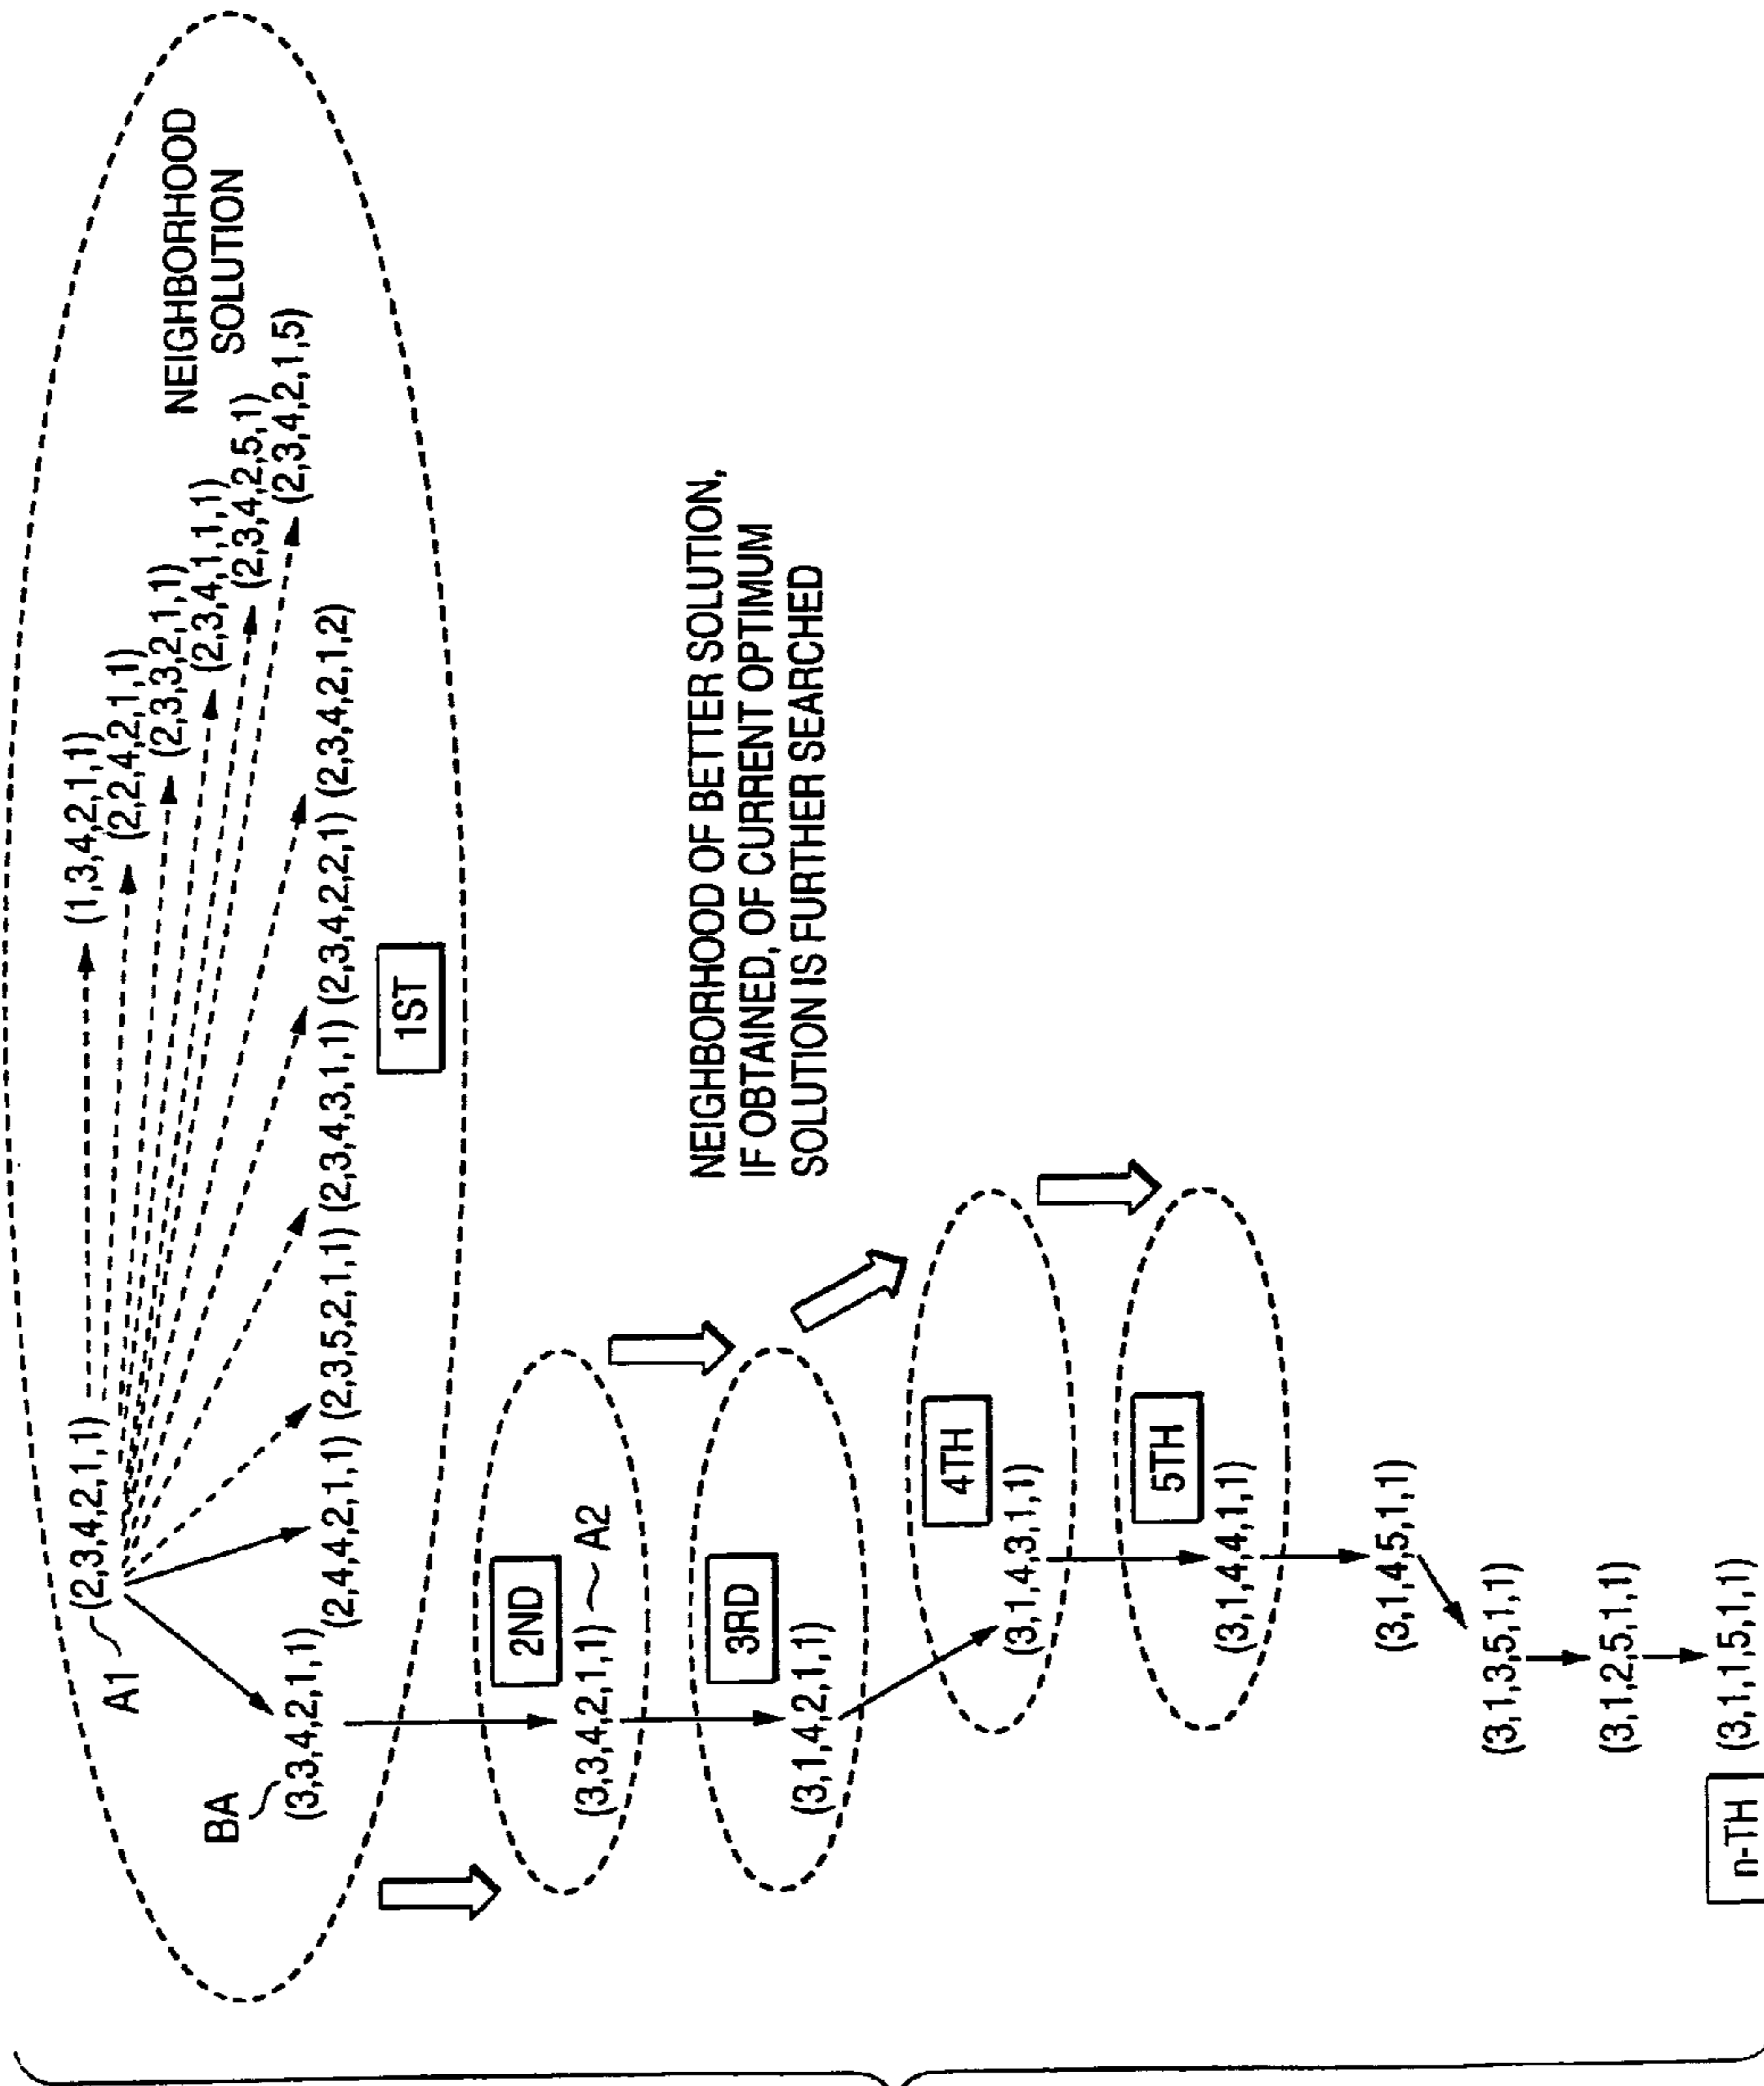 A1
(2,3,4,2,1,1)
(1,3,4,2,1,1)
(2,2,4,2,1,1)
(2,3,3,2,1,1)
(2,3,4,1,1,1)
(2,3,4,2,5,1)
(2,3,4,2,1,5)
NEIGHBORHOOD
SOLUTION
BA
(3,3,4,2,1,1)
(2,4,4,2,1,1) (2,3,5,2,1,1) (2,3,4,3,1,1) (2,3,4,2,2,1) (2,3,4,2,1,2)
1ST
2ND
(3,3,4,2,1,1) A2
3RD
(3,1,4,2,1,1)
NEIGHBORHOOD OF BETTER SOLUTION,
IF OBTAINED, OF CURRENT OPTIMUM
SOLUTION IS FURTHER SEARCHED
4TH
(3,1,4,3,1,1)
5TH
(3,1,4,4,1,1)
(3,1,4,5,1,1)
(3,1,3,5,1,1)
(3,1,2,5,1,1)
n-TH
(3,1,1,5,1,1)